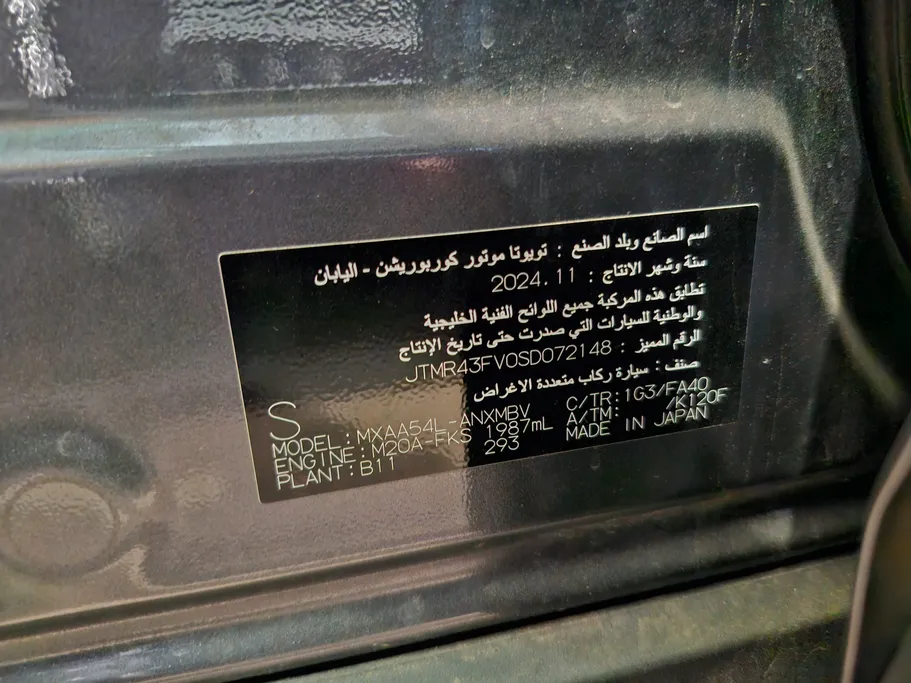 اسم الصانع وبلد الصنع : تويوتا موتور كوربوريشن - اليابان
سنة وشهر الانتاج : 2024.11
تطابق هذه المركبة جميع اللوائح الفنية الخليجية
والوطنية للسيارات التي صدرت حتى تاريخ الإنتاج
الرقم المميز : JTMR43FV0SD072148
صنف : سيارة ركاب متعددة الاغراض
S
MODEL:MXAA54L-ANXMBV C/TR:1G3/FA40
ENGINE:M20A-FKS 1987mL A/TM: /K120F
PLANT:B11 293 MADE IN JAPAN